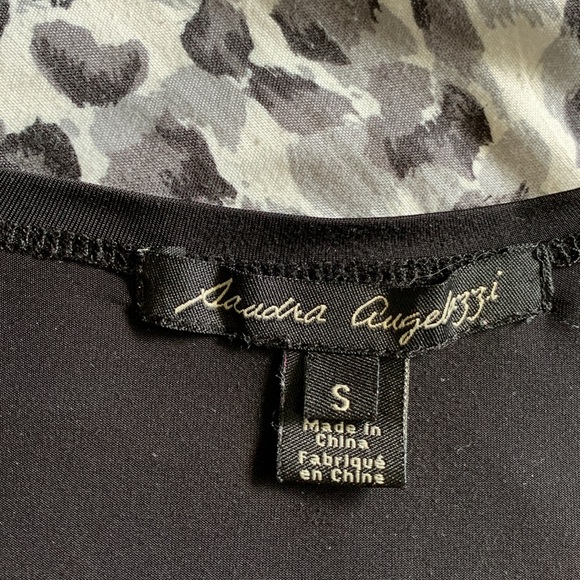 Sandra Angelozzi
S
Made in
China
Fabriqué
en Chine